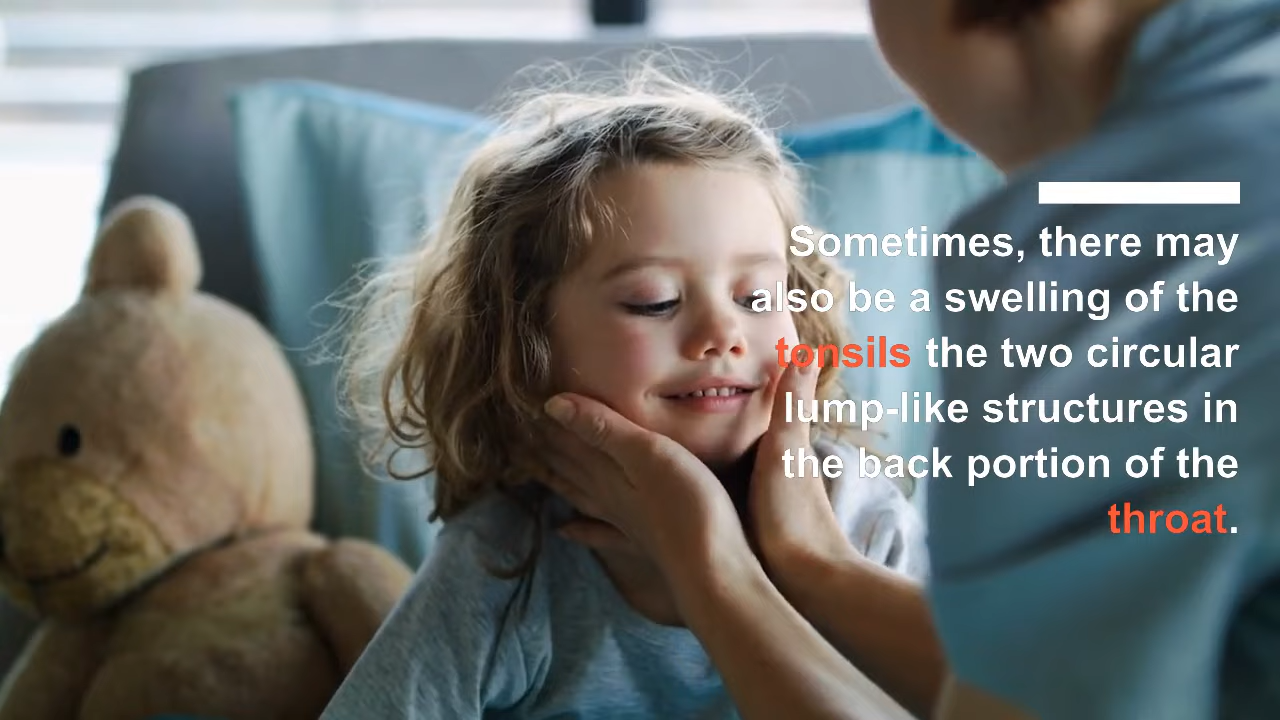 Sometimes, there may
also be a swelling of the
tonsils the two circular
lump-like structures in
the back portion of the
throat.